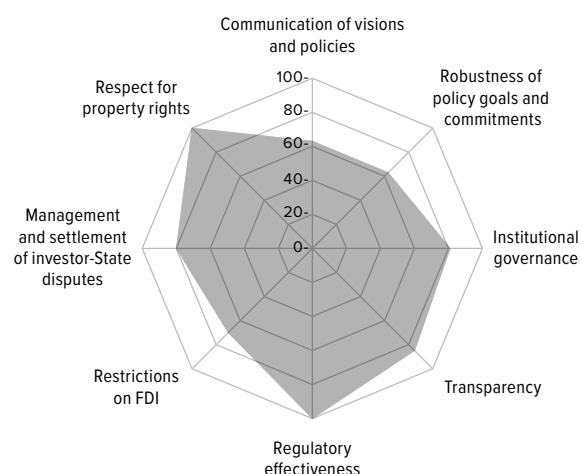 Communication of visions
and policies
Robustness of
policy goals and
commitments
Institutional
governance
Transparency
Regulatory
effectiveness
Restrictions
on FDI
Management
and settlement
of investor-State
disputes
Respect for
property rights
100-
80-
60-
40-
20-
0-